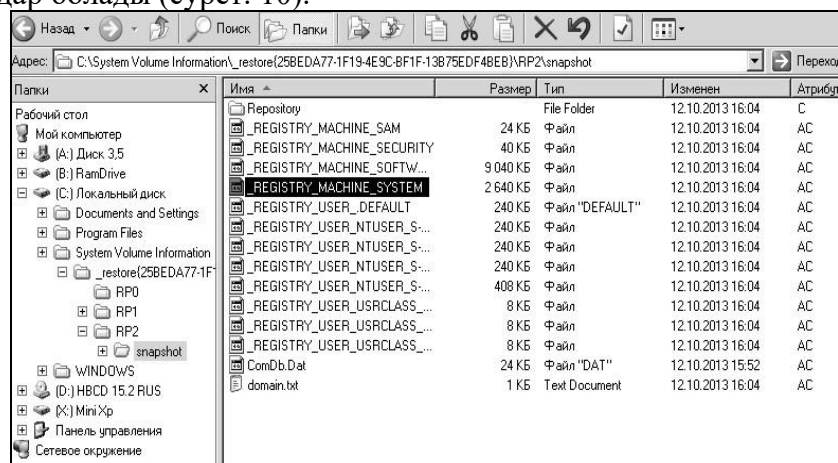 дар болады (сурет. 10).
Назад Поиск Папки
Адрес: C:\System Volume Information\_restore{25BEDA77-1F19-4E9C-BF1F-13B75EDF4BEB}\RP2\snapshot Переход
Папки x Имя Размер Тип Изменен Атрибут
Рабочий стол
Мой компьютер
(A:) Диск 3,5
(B:) RamDrive
(C:) Локальный диск
Documents and Settings
Program Files
System Volume Information
_restore{25BEDA77-1F
RP0
RP1
RP2
snapshot
WINDOWS
(D:) HBCD 15.2 RUS
(X:) Mini Xp
Панель управления
Сетевое окружение
Repository File Folder 12.10.2013 16:04 C
_REGISTRY_MACHINE_SAM 24 КБ Файл 12.10.2013 16:04 AC
_REGISTRY_MACHINE_SECURITY 40 КБ Файл 12.10.2013 16:04 AC
_REGISTRY_MACHINE_SOFTW... 9 040 КБ Файл 12.10.2013 16:04 AC
_REGISTRY_MACHINE_SYSTEM 2 640 КБ Файл 12.10.2013 16:04 AC
_REGISTRY_USER_.DEFAULT 240 КБ Файл "DEFAULT" 12.10.2013 16:04 AC
_REGISTRY_USER_NTUSER_S-... 240 КБ Файл 12.10.2013 16:04 AC
_REGISTRY_USER_NTUSER_S-... 240 КБ Файл 12.10.2013 16:04 AC
_REGISTRY_USER_NTUSER_S-... 240 КБ Файл 12.10.2013 16:04 AC
_REGISTRY_USER_NTUSER_S-... 408 КБ Файл 12.10.2013 16:04 AC
_REGISTRY_USER_USRCLASS_... 8 КБ Файл 12.10.2013 16:04 AC
_REGISTRY_USER_USRCLASS_... 8 КБ Файл 12.10.2013 16:04 AC
_REGISTRY_USER_USRCLASS_... 8 КБ Файл 12.10.2013 16:04 AC
ComDb.Dat 24 КБ Файл "DAT" 12.10.2013 15:52 AC
domain.txt 1 КБ Text Document 12.10.2013 16:04 AC